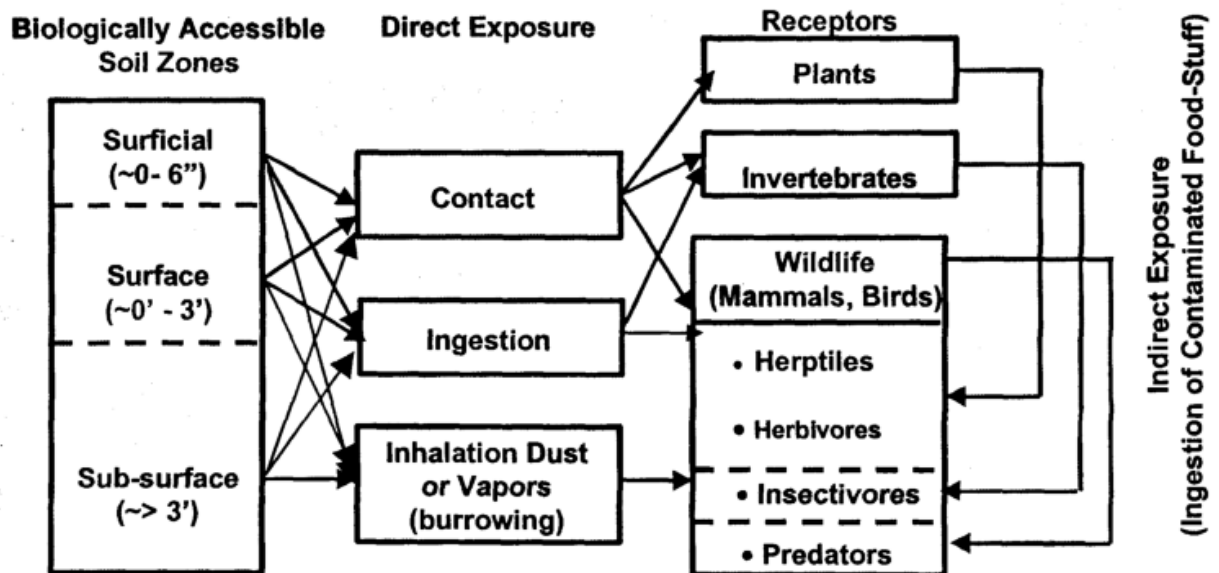 Biologically Accessible
Soil Zones
Direct Exposure
Receptors
Surficial
(~0- 6”)
Surface
(~0’ - 3’)
Sub-surface
(~> 3’)
Contact
Ingestion
Inhalation Dust
or Vapors
(burrowing)
Plants
Invertebrates
Wildlife
(Mammals, Birds)
• Herptiles
• Herbivores
• Insectivores
• Predators
Indirect Exposure
(Ingestion of Contaminated Food-Stuff)